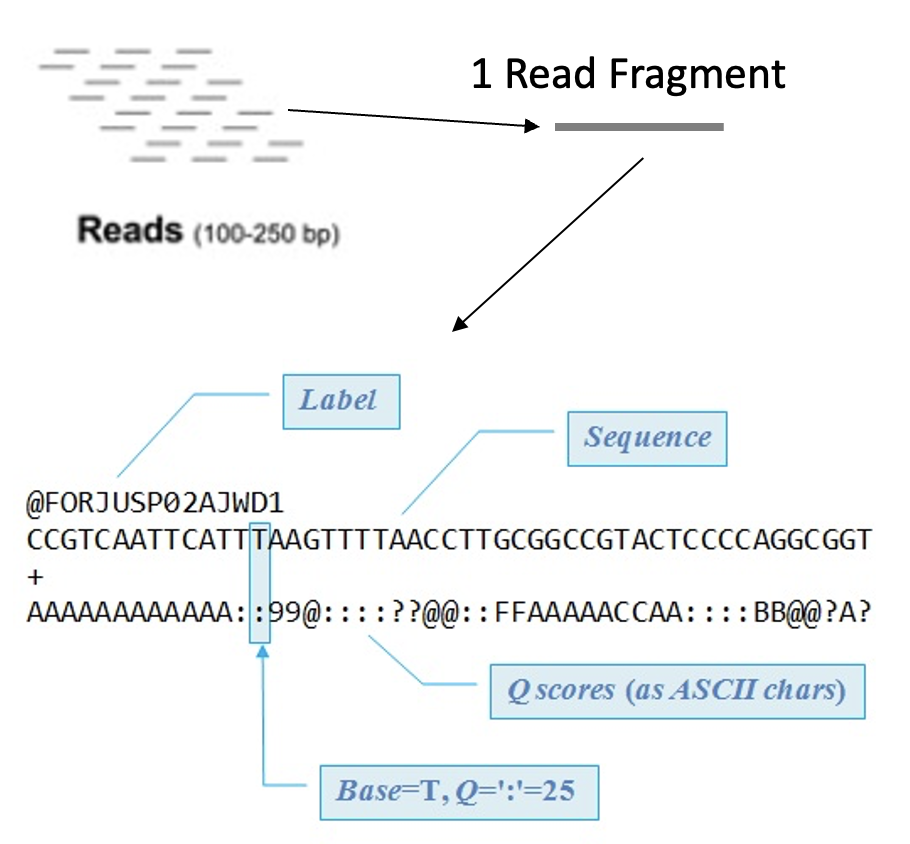 1 Read Fragment
Reads (100-250 bp)
Label
Sequence
@FORJUSP02AJWD1
CCGTCAATTCATTTAAGTTTTAACCTTGCGGCCGTACTCCCCAGGCGGT
+
AAAAAAAAAAAA::99@::::??@@::FFAAAAACCAA::::BB@@?A?
Q scores (as ASCII chars)
Base=T, Q=':'=25